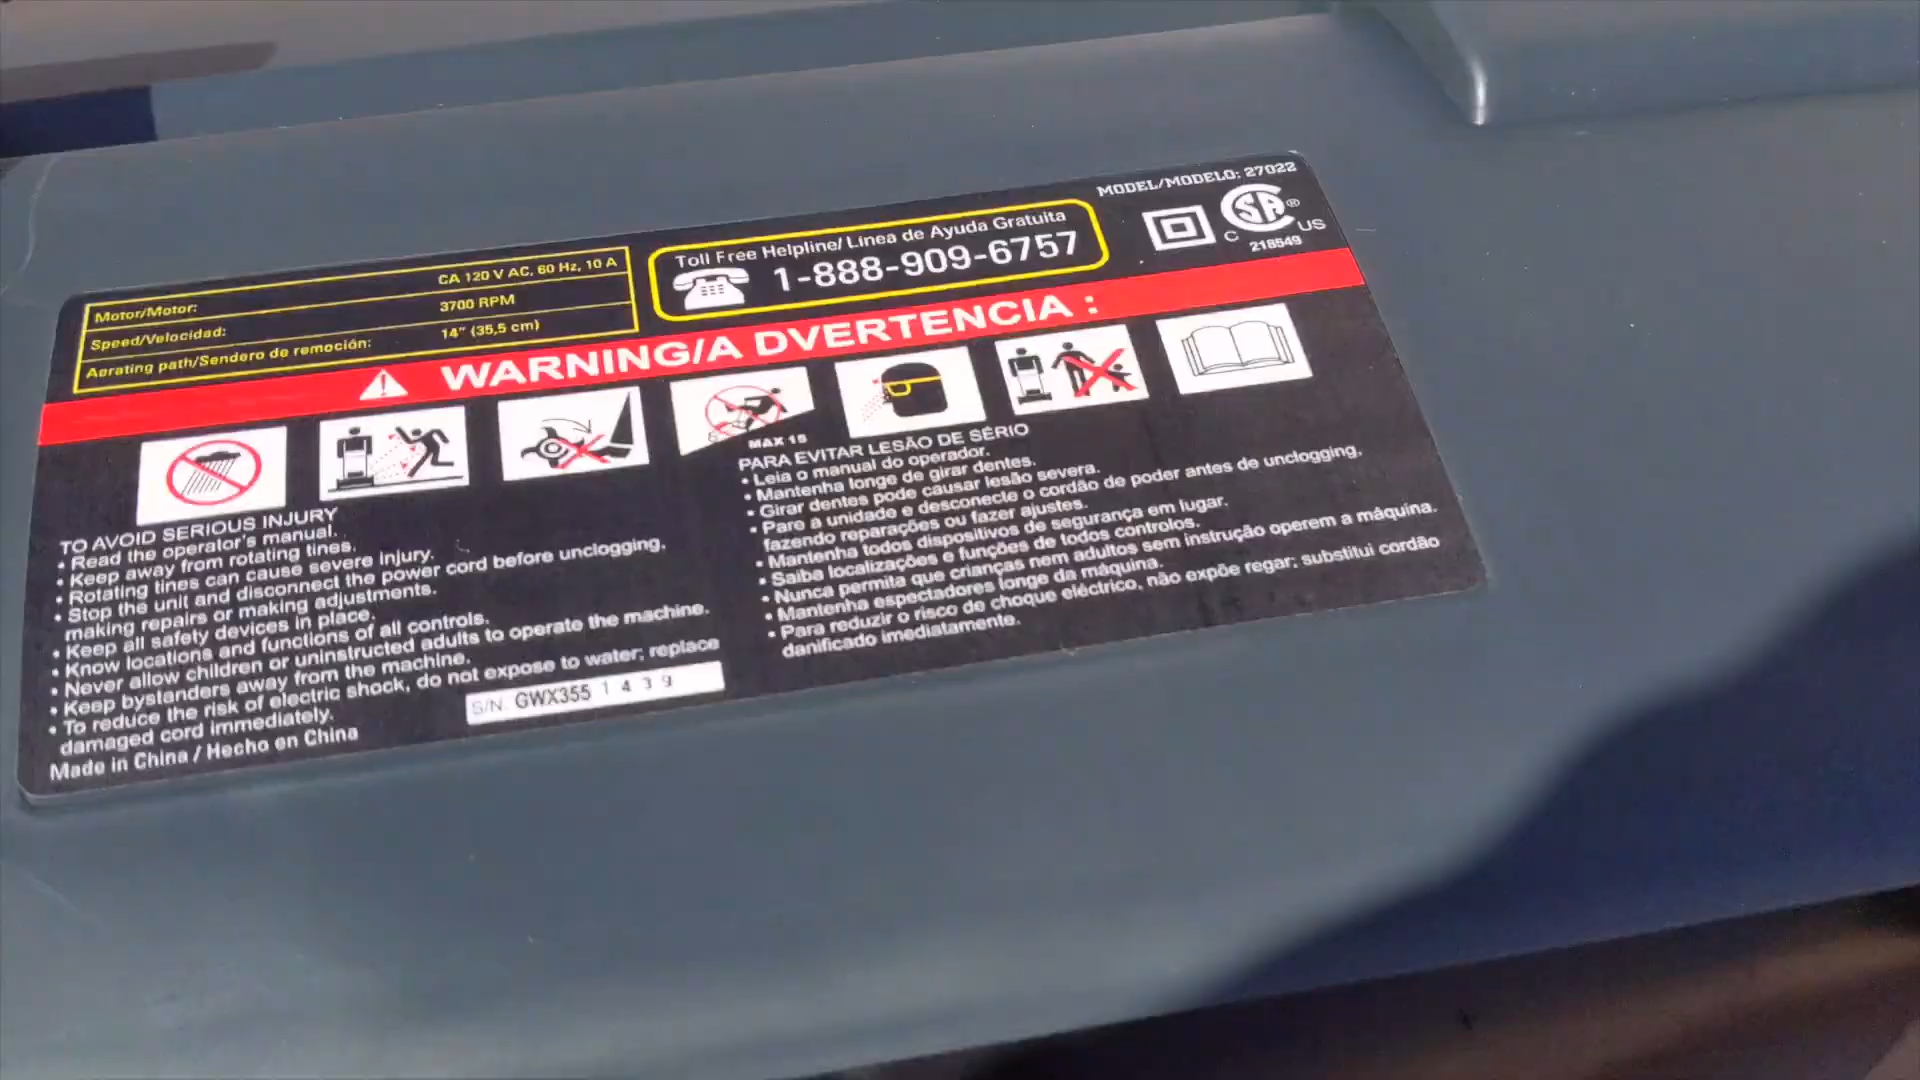 MODEL/MODELO: 27022
Motor/Motor: CA 120 V AC, 60 Hz, 10 A
Speed/Velocidad: 3700 RPM
Aerating path/Sendero de remoción: 14" (35,5 cm)
Toll Free Helpline/ Línea de Ayuda Gratuita
1-888-909-6757
CSA ®
C US
218549
WARNING/A DVERTENCIA :
MAX 15
TO AVOID SERIOUS INJURY
• Read the operator's manual.
• Keep away from rotating tines.
• Rotating tines can cause severe injury.
• Stop the unit and disconnect the power cord before unclogging,
making repairs or making adjustments.
• Keep all safety devices in place.
• Know locations and functions of all controls.
• Never allow children or uninstructed adults to operate the machine.
• Keep bystanders away from the machine.
• To reduce the risk of electric shock, do not expose to water; replace
damaged cord immediately.
Made in China / Hecho en China
S/N. GWX355 1 4 3 9
PARA EVITAR LESÃO DE SÉRIO
• Leia o manual do operador.
• Mantenha longe de girar dentes.
• Girar dentes pode causar lesão severa.
• Pare a unidade e desconecte o cordão de poder antes de unclogging,
fazendo reparações ou fazer ajustes.
• Mantenha todos dispositivos de segurança em lugar.
• Saiba localizações e funções de todos controlos.
• Nunca permita que crianças nem adultos sem instrução operem a máquina.
• Mantenha espectadores longe da máquina.
• Para reduzir o risco de choque eléctrico, não expõe regar; substitui cordão
danificado imediatamente.